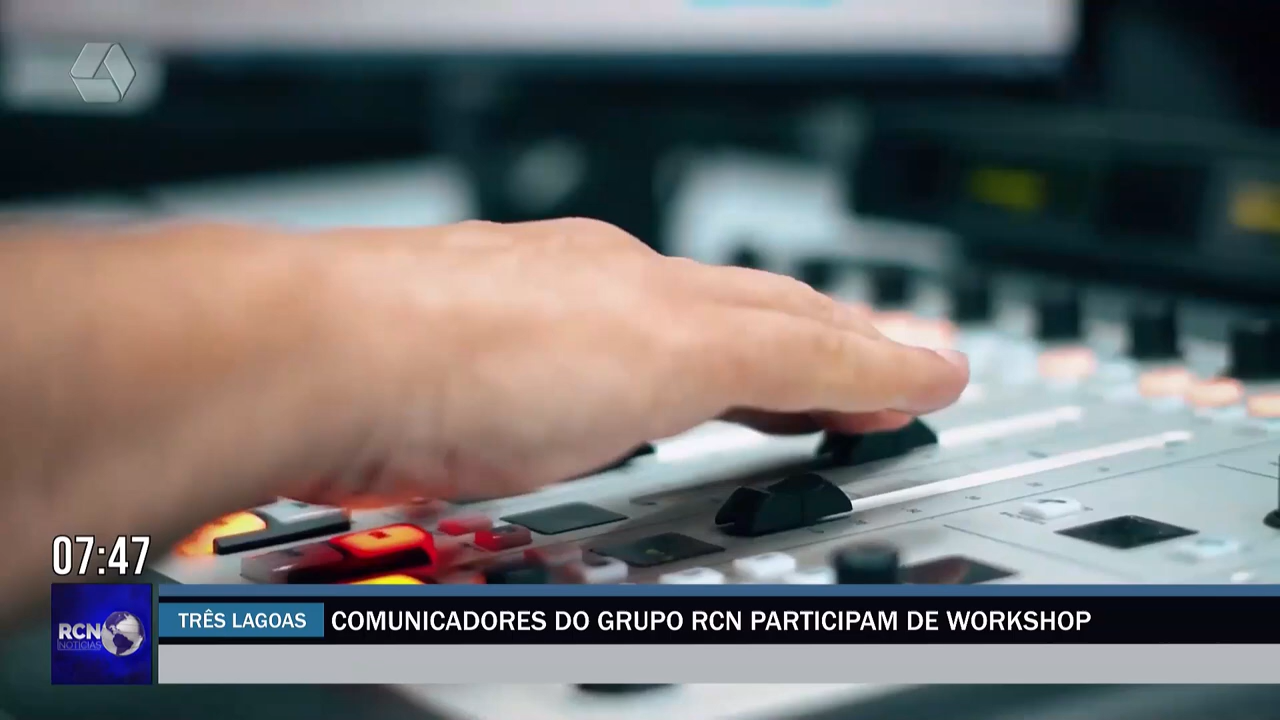 07:47
RCN
NOTÍCIAS
TRÊS LAGOAS
COMUNICADORES DO GRUPO RCN PARTICIPAM DE WORKSHOP